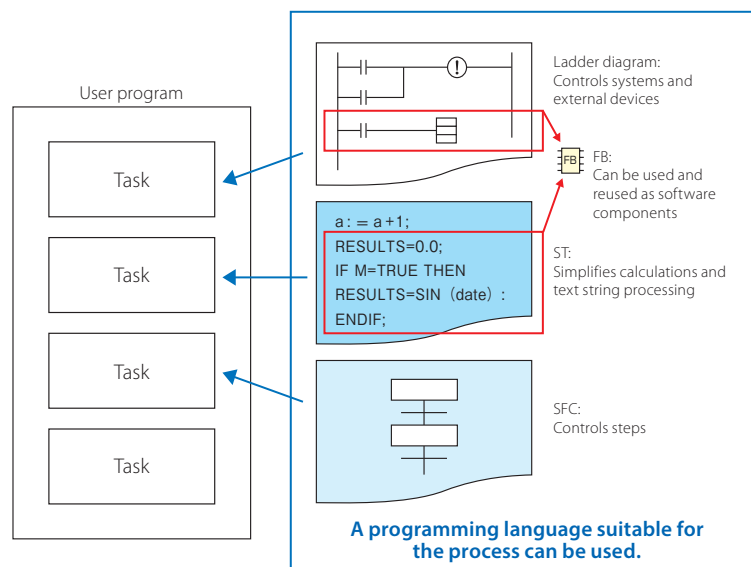 User program
Task
Task
Task
Task
Ladder diagram:
Controls systems and
external devices
FB
FB:
Can be used and
reused as software
components
a : = a+1;
RESULTS=0.0;
IF M=TRUE THEN
RESULTS=SIN（date）:
ENDIF;
ST:
Simplifies calculations and
text string processing
SFC:
Controls steps
A programming language suitable for
the process can be used.